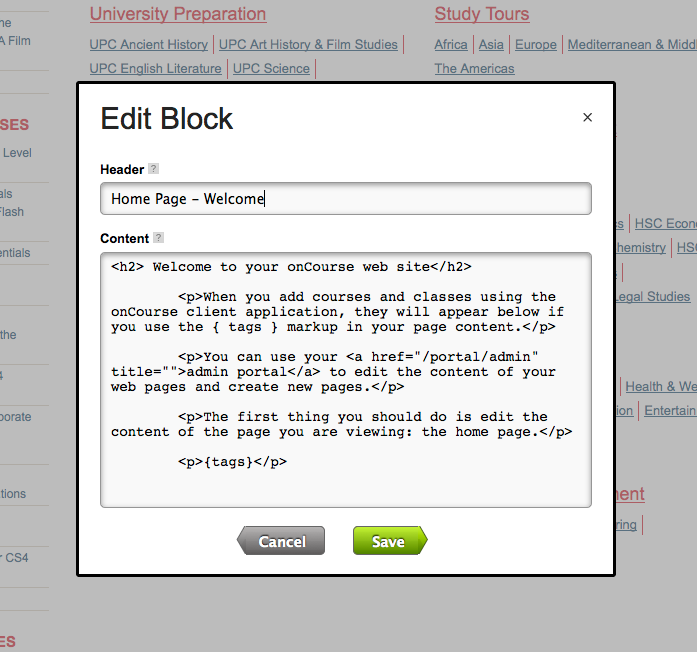 he
A Film
SES
Level
als
Flash
entials
the
4
porate
ations
r CS4
ES
University Preparation
UPC Ancient History UPC Art History & Film Studies
UPC English Literature UPC Science
Study Tours
Africa Asia Europe Mediterranean & Middl
The Americas
Edit Block
×
Header ?
Home Page – Welcome
Content ?
<h2> Welcome to your onCourse web site</h2>
<p>When you add courses and classes using the
onCourse client application, they will appear below if
you use the { tags } markup in your page content.</p>
<p>You can use your <a href="/portal/admin"
title="">admin portal</a> to edit the content of your
web pages and create new pages.</p>
<p>The first thing you should do is edit the
content of the page you are viewing: the home page.</p>
<p>{tags}</p>
Cancel
Save
cs HSC Econ
hemistry HS
Legal Studies
Health & We
ion Entertain
ment
ring